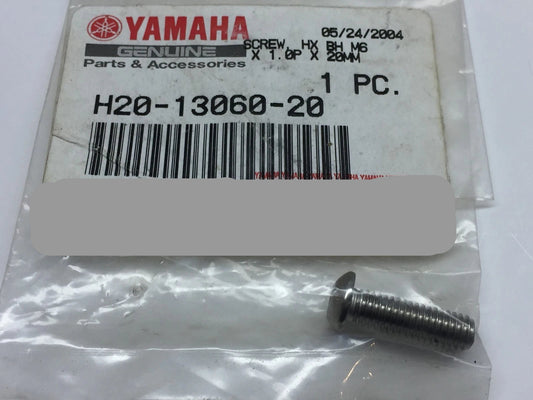 YAMAHA
GENUINE
Parts & Accessories
05/24/2004
SCREW, HX BH M6
X 1.0P X 20MM
1 PC.
H20-13060-20